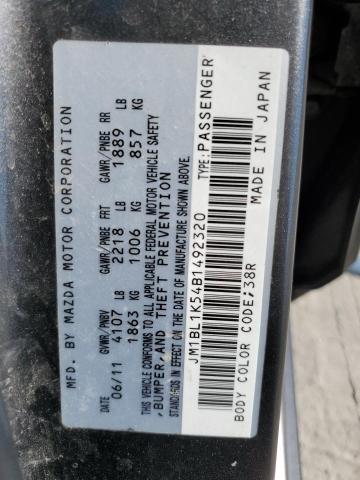 MFD. BY MAZDA MOTOR CORPORATION
DATE GVWR/PNBV GAWR/PNBE FRT GAWR/PNBE RR
06/11 4107 LB 2218 LB 1889 LB
1863 KG 1006 KG 857 KG
THIS VEHICLE CONFORMS TO ALL APPLICABLE FEDERAL MOTOR VEHICLE SAFETY
,BUMPER,AND THEFT PREVENTION
STANDARDS IN EFFECT ON THE DATE OF MANUFACTURE SHOWN ABOVE.
JM1BL1K54B1492320 TYPE:PASSENGER
BODY COLOR CODE;38R MADE IN JAPAN